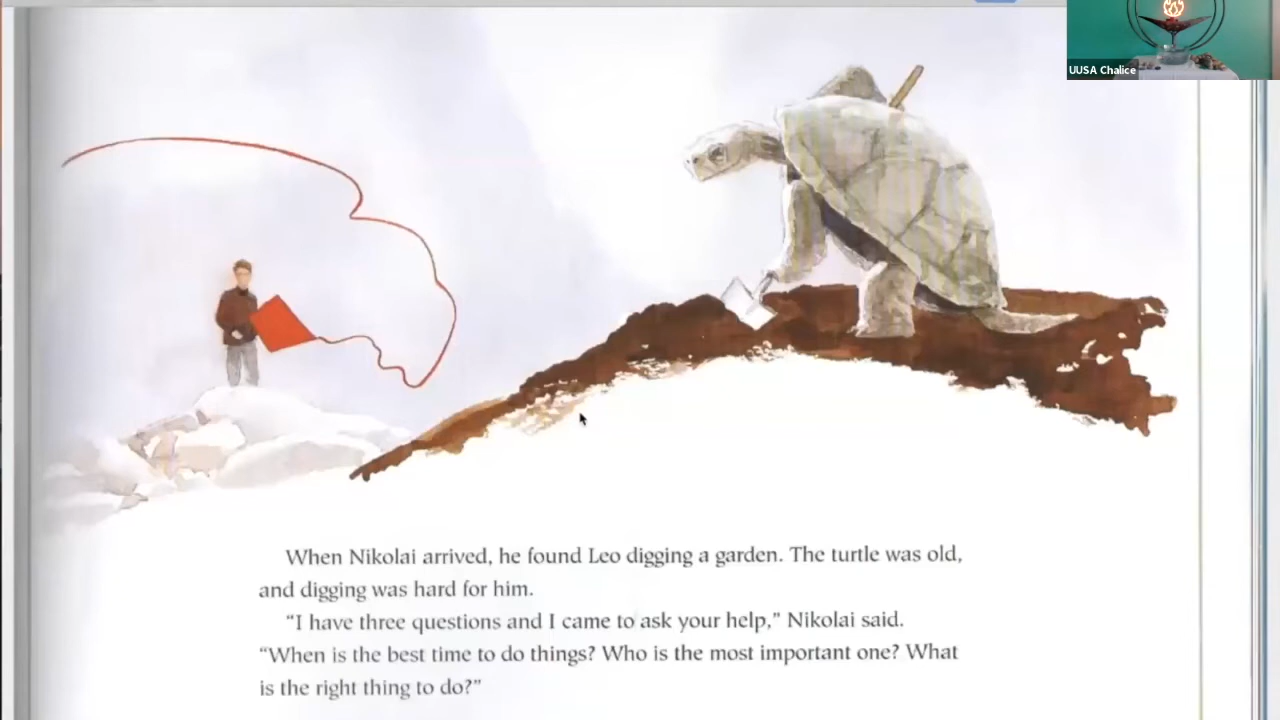 UUSA Chalice
When Nikolai arrived, he found Leo digging a garden. The turtle was old,
and digging was hard for him.
“I have three questions and I came to ask your help,” Nikolai said.
“When is the best time to do things? Who is the most important one? What
is the right thing to do?”